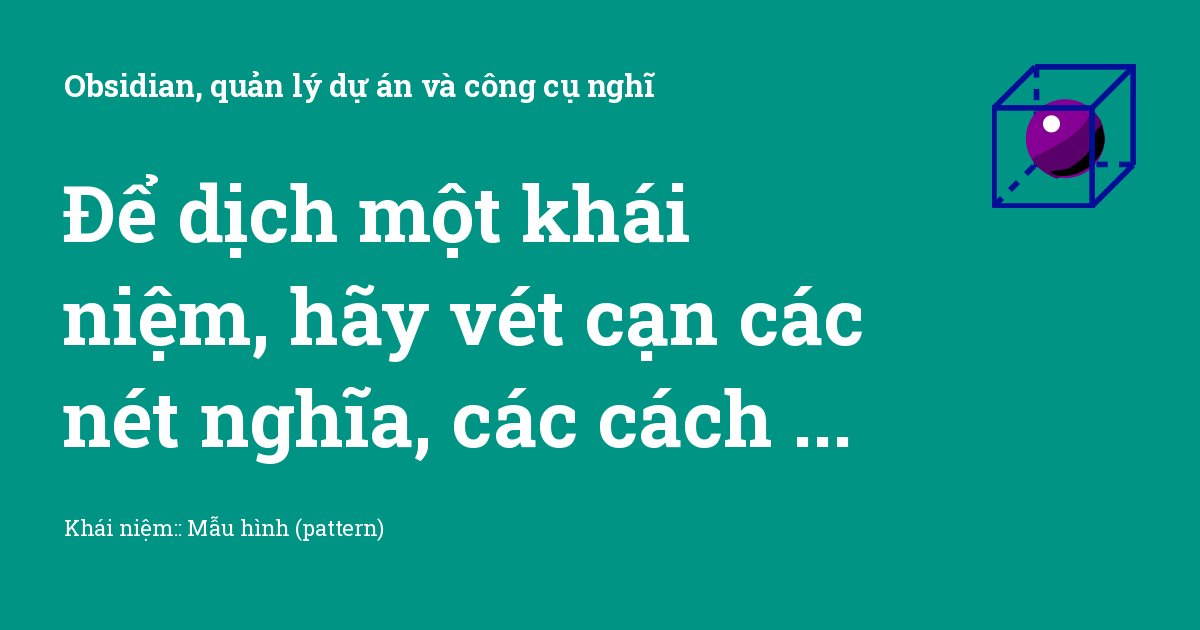 Obsidian, quản lý dự án và công cụ nghĩ
Để dịch một khái
niệm, hãy vét cạn các
nét nghĩa, các cách ...
Khái niệm:: Mẫu hình (pattern)